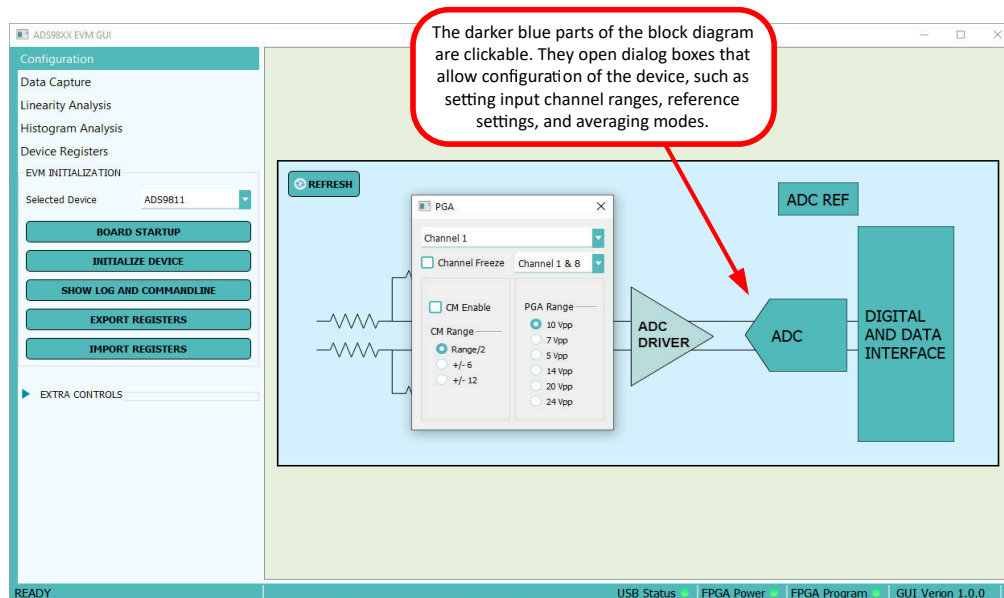 The darker blue parts of the block diagram
are clickable. They open dialog boxes that
allow configuration of the device, such as
setting input channel ranges, reference
settings, and averaging modes.
ADS98XX EVM GUI
Configuration
Data Capture
Linearity Analysis
Histogram Analysis
Device Registers
EVM INITIALIZATION
Selected Device ADS9811
BOARD STARTUP
INITIALIZE DEVICE
SHOW LOG AND COMMANDLINE
EXPORT REGISTERS
IMPORT REGISTERS
EXTRA CONTROLS
REFRESH
PGA
Channel 1
Channel Freeze Channel 1 & 8
CM Enable
CM Range
Range/2
+/- 6
+/- 12
PGA Range
10 Vpp
7 Vpp
5 Vpp
14 Vpp
20 Vpp
24 Vpp
ADC
DRIVER
ADC REF
ADC
DIGITAL
AND DATA
INTERFACE
READY USB Status FPGA Power FPGA Program GUI Verion 1.0.0